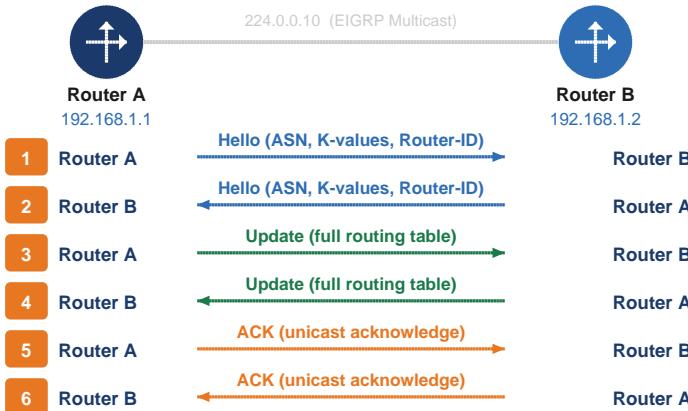 224.0.0.10 (EIGRP Multicast)
Router A
Router B
192.168.1.1
192.168.1.2
1 Router A Hello (ASN, K-values, Router-ID) Router B
2 Router B Hello (ASN, K-values, Router-ID) Router A
3 Router A Update (full routing table) Router B
4 Router B Update (full routing table) Router A
5 Router A ACK (unicast acknowledge) Router B
6 Router B ACK (unicast acknowledge) Router A